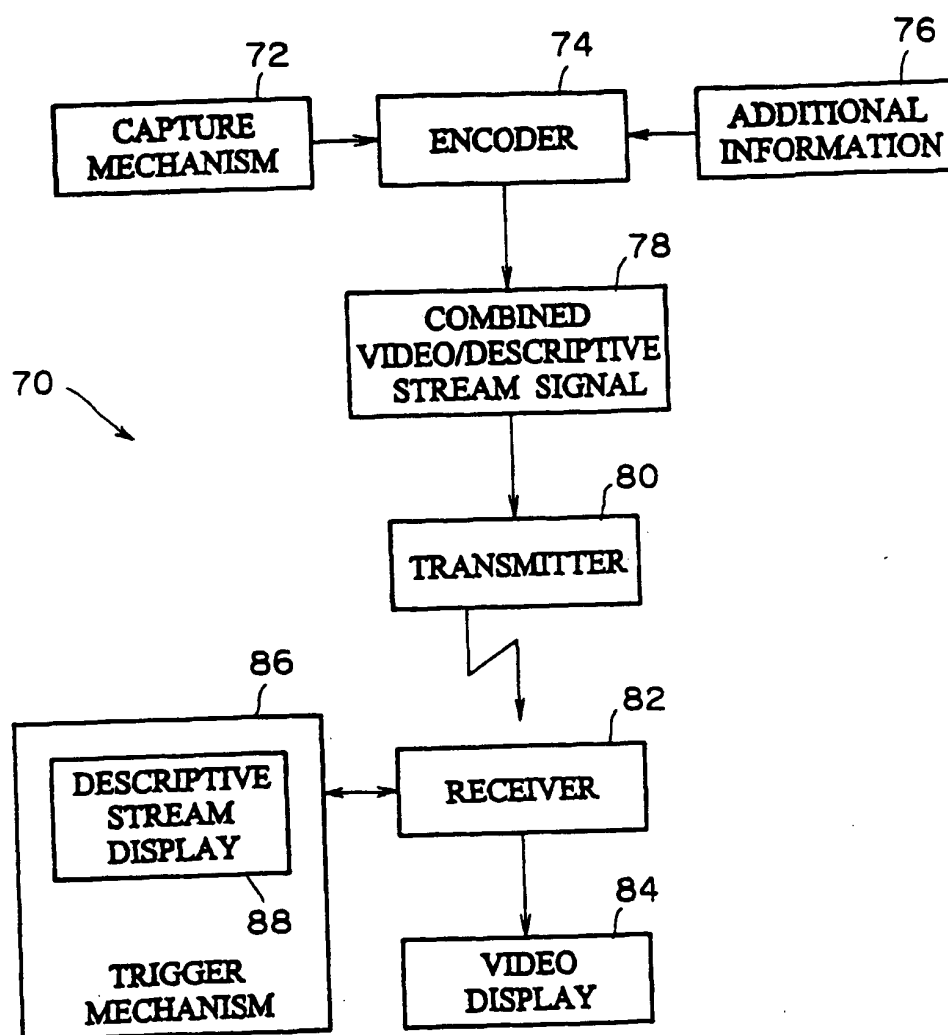 72
74
76
CAPTURE
MECHANISM
ENCODER
ADDITIONAL
INFORMATION
78
COMBINED
VIDEO/DESCRIPTIVE
STREAM SIGNAL
70
80
TRANSMITTER
86
82
DESCRIPTIVE
STREAM
DISPLAY
RECEIVER
88
84
TRIGGER
MECHANISM
VIDEO
DISPLAY